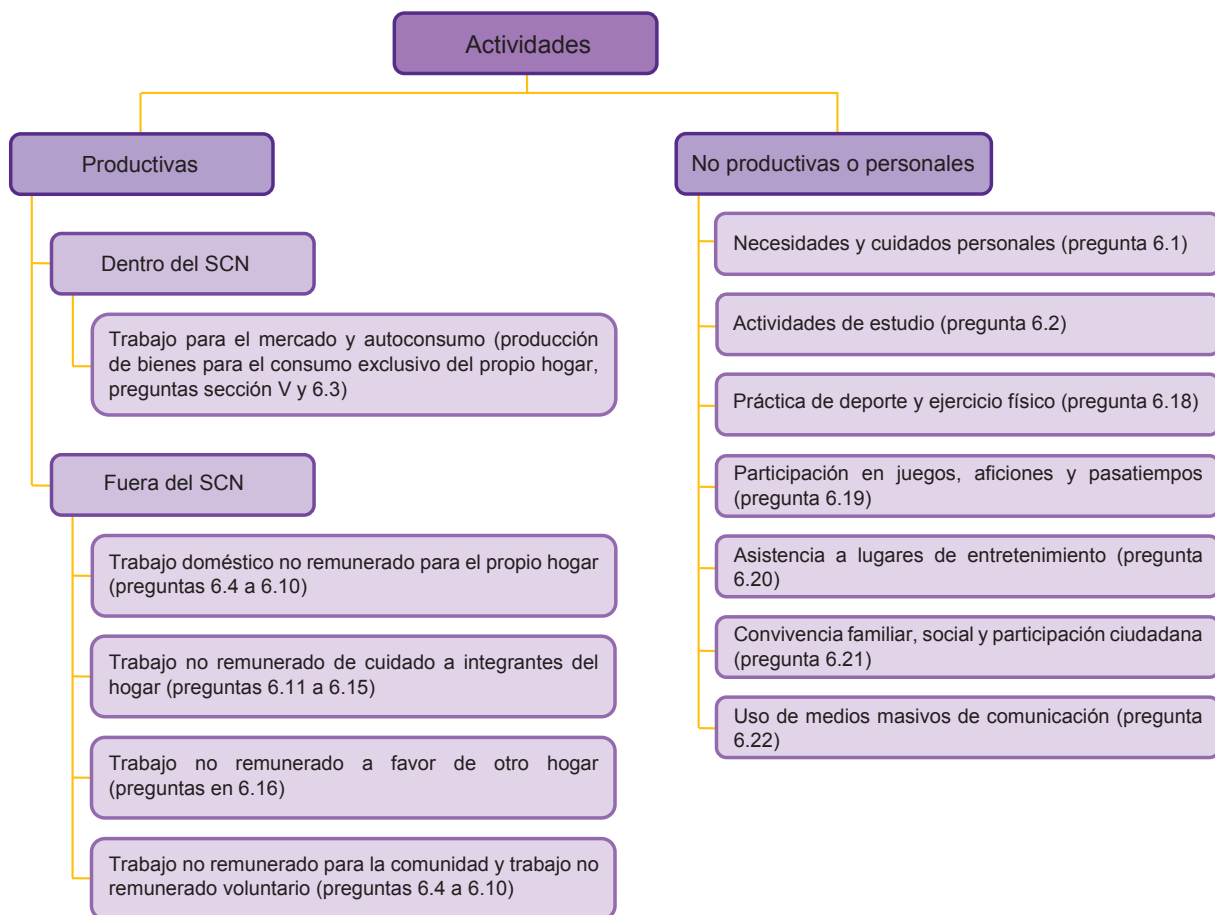 Actividades
Productivas
Dentro del SCN
Trabajo para el mercado y autoconsumo (producción
de bienes para el consumo exclusivo del propio hogar,
preguntas sección V y 6.3)
Fuera del SCN
Trabajo doméstico no remunerado para el propio hogar
(preguntas 6.4 a 6.10)
Trabajo no remunerado de cuidado a integrantes del
hogar (preguntas 6.11 a 6.15)
Trabajo no remunerado a favor de otro hogar
(preguntas en 6.16)
Trabajo no remunerado para la comunidad y trabajo no
remunerado voluntario (preguntas 6.4 a 6.10)
No productivas o personales
Necesidades y cuidados personales (pregunta 6.1)
Actividades de estudio (pregunta 6.2)
Práctica de deporte y ejercicio físico (pregunta 6.18)
Participación en juegos, aficiones y pasatiempos
(pregunta 6.19)
Asistencia a lugares de entretenimiento (pregunta
6.20)
Convivencia familiar, social y participación ciudadana
(pregunta 6.21)
Uso de medios masivos de comunicación (pregunta
6.22)